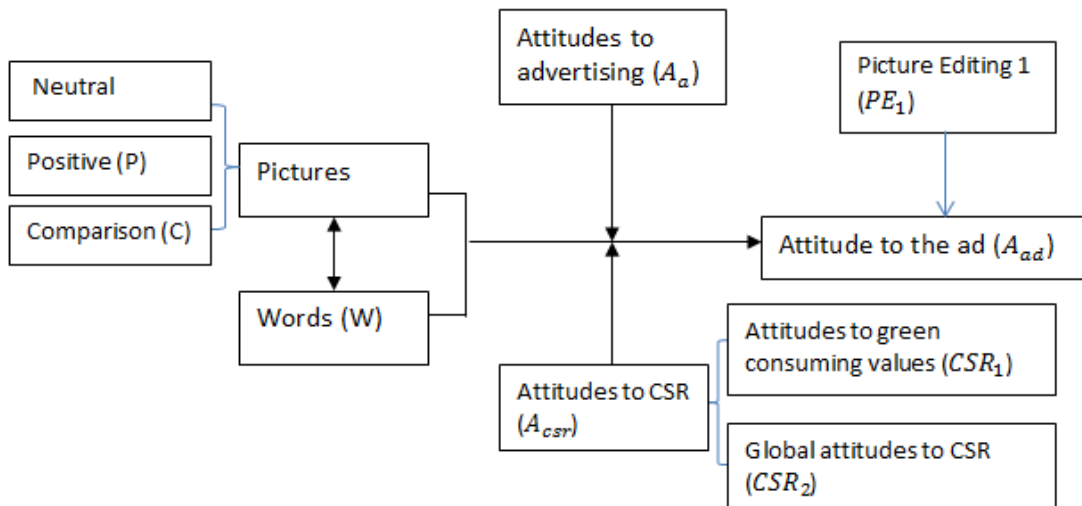 Neutral
Positive (P)
Comparison (C)
Pictures
Words (W)
Attitudes to
advertising (A_a)
Picture Editing 1
(PE_1)
Attitude to the ad (A_ad)
Attitudes to CSR
(A_csr)
Attitudes to green
consuming values (CSR_1)
Global attitudes to CSR
(CSR_2)